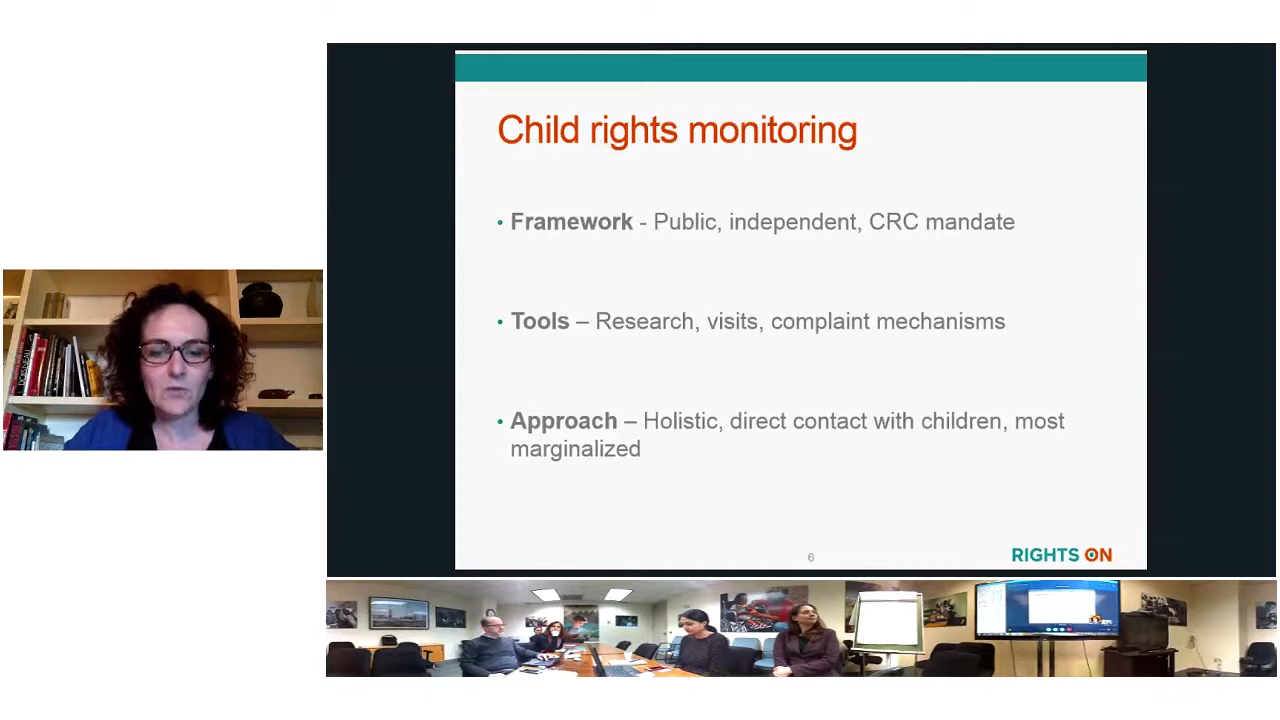 Child rights monitoring
• Framework - Public, independent, CRC mandate
• Tools – Research, visits, complaint mechanisms
• Approach – Holistic, direct contact with children, most
marginalized
6
RIGHTS ON